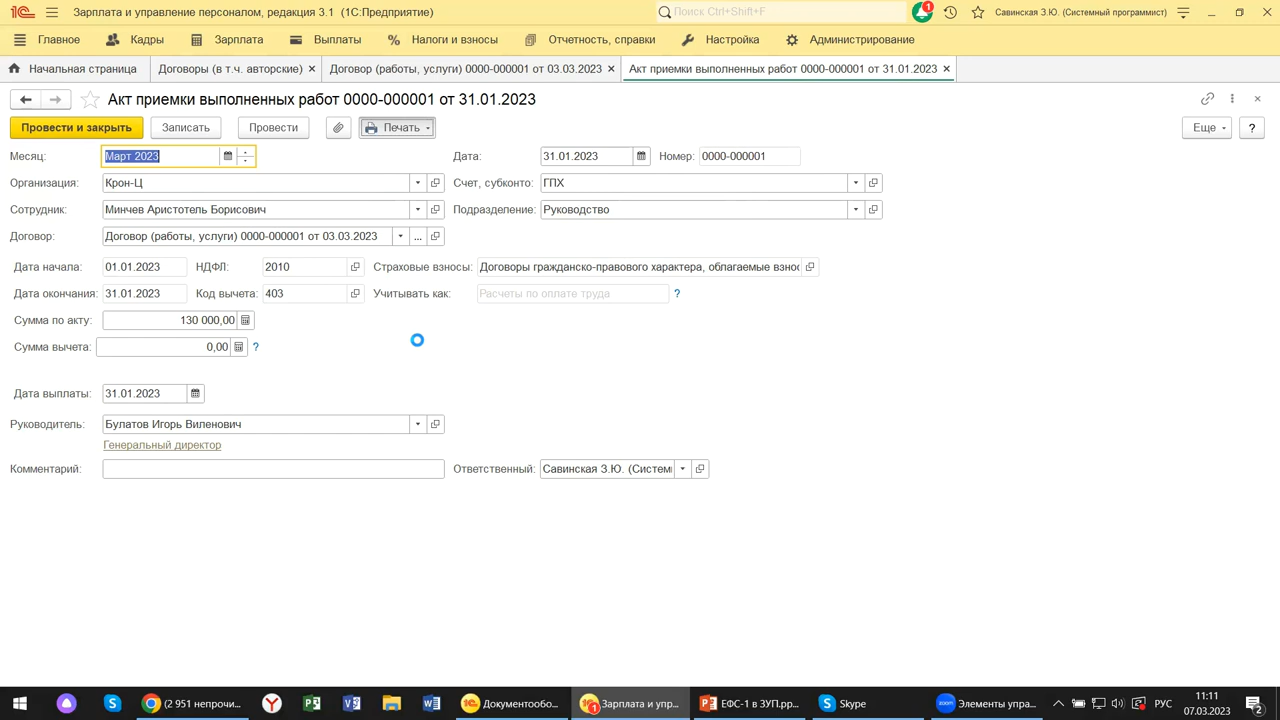 Зарплата и управление персоналом, редакция 3.1 (1С:Предприятие)
Поиск Ctrl+Shift+F
1
Савинская З.Ю. (Системный программист)
Главное
Кадры
Зарплата
Выплаты
Налоги и взносы
Отчетность, справки
Настройка
Администрирование
Начальная страница
Договоры (в т.ч. авторские)
Договор (работы, услуги) 0000-000001 от 03.03.2023
Акт приемки выполненных работ 0000-000001 от 31.01.2023
Акт приемки выполненных работ 0000-000001 от 31.01.2023
Провести и закрыть
Записать
Провести
Печать
Еще
?
Месяц: Март 2023
Дата: 31.01.2023
Номер: 0000-000001
Организация: Крон-Ц
Счет, субконто: ГПХ
Сотрудник: Минчев Аристотель Борисович
Подразделение: Руководство
Договор: Договор (работы, услуги) 0000-000001 от 03.03.2023 ...
Дата начала: 01.01.2023
НДФЛ: 2010
Страховые взносы: Договоры гражданско-правового характера, облагаемые взнос
Дата окончания: 31.01.2023
Код вычета: 403
Учитывать как: Расчеты по оплате труда ?
Сумма по акту: 130 000,00
Сумма вычета: 0,00 ?
Дата выплаты: 31.01.2023
Руководитель: Булатов Игорь Виленович
Генеральный директор
Комментарий:
Ответственный: Савинская З.Ю. (Систем
(2 951 непрочи...
Документообо...
1
Зарплата и упр...
ЕФС-1 в ЗУП.pp...
Skype
zoom
Элементы упра...
РУС
11:11
07.03.2023
2